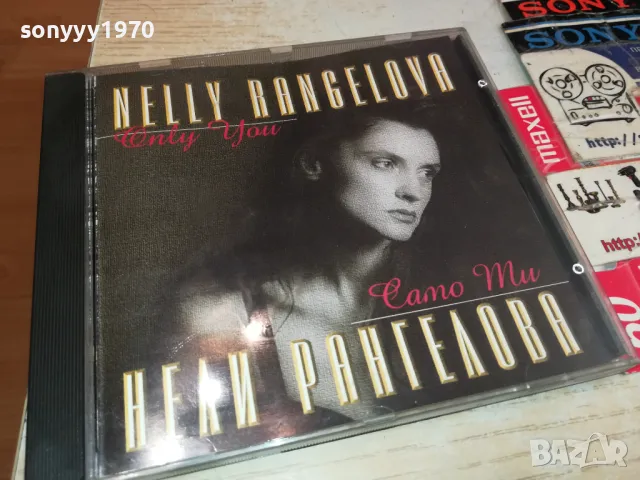 sonyyy1970
NELLY RANGELOVA
Only You
Само Ти
НЕЛИ РАНГЕЛОВА
SONY
SONY
maxell
http://
http:/
BAZAR